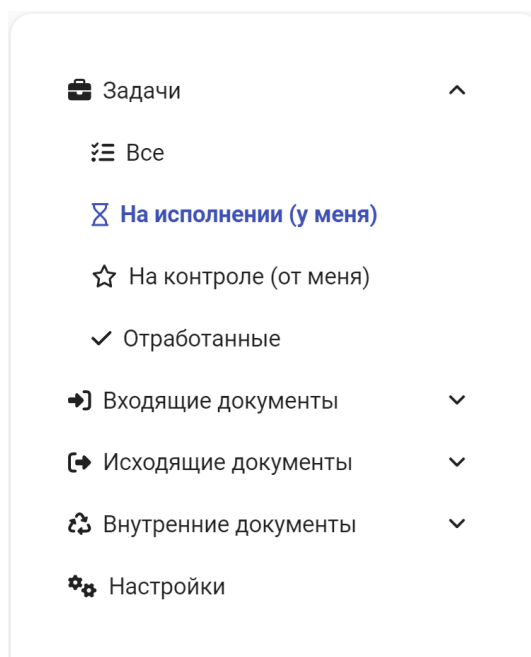 Задачи
Все
На исполнении (у меня)
На контроле (от меня)
Отработанные
Входящие документы
Исходящие документы
Внутренние документы
Настройки